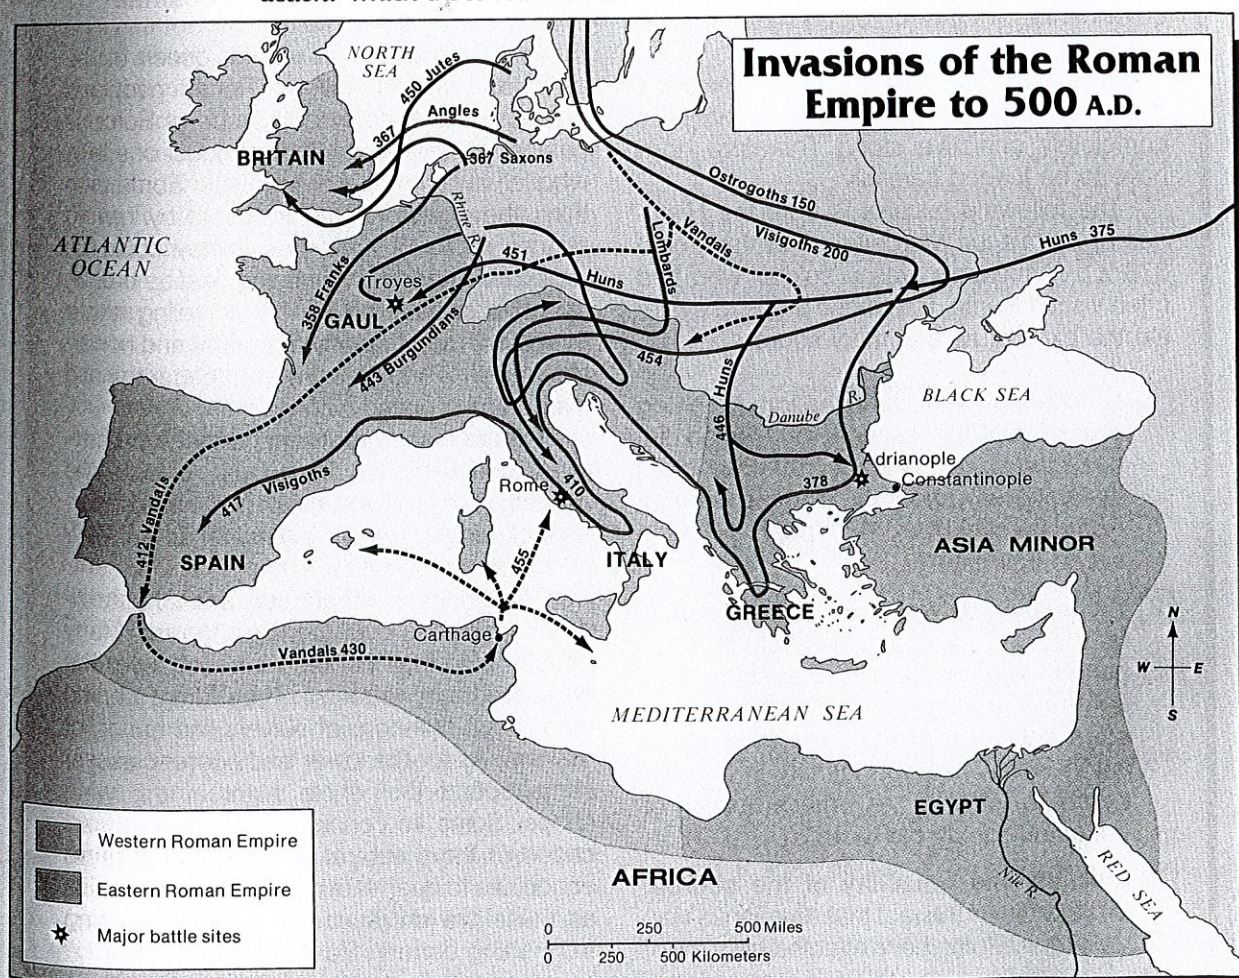 Invasions of the Roman
Empire to 500 A.D.
NORTH
SEA
450 Jutes
Angles
367
367 Saxons
BRITAIN
Rhine R.
Ostrogoths 150
Visigoths 200
Huns 375
Vandals
Lombards
ATLANTIC
OCEAN
451
Huns
Troyes
358 Franks
GAUL
443 Burgundians
454
Huns
446
Danube
R.
BLACK SEA
Adrianople
Constantinople
378
Visigoths
417
412 Vandals
Rome
410
SPAIN
455
ITALY
ASIA MINOR
GREECE
Carthage
Vandals 430
N
W
E
S
MEDITERRANEAN SEA
EGYPT
Nile R.
RED SEA
AFRICA
Western Roman Empire
Eastern Roman Empire
Major battle sites
0 250 500 Miles
0 250 500 Kilometers